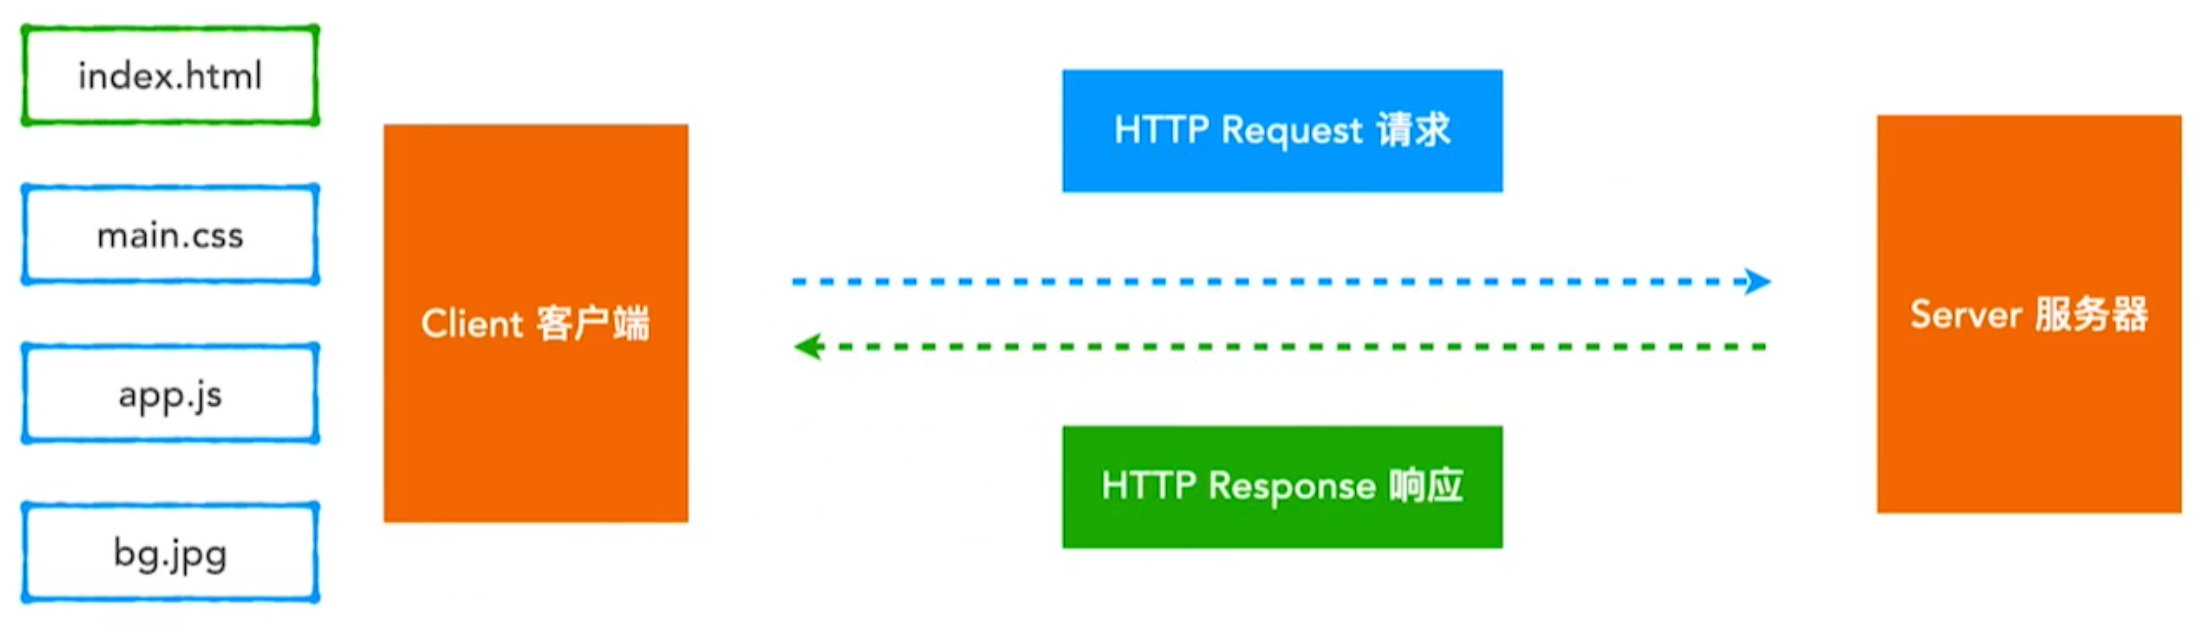 index.html
main.css
app.js
bg.jpg
Client 客户端
HTTP Request 请求
HTTP Response 响应
Server 服务器